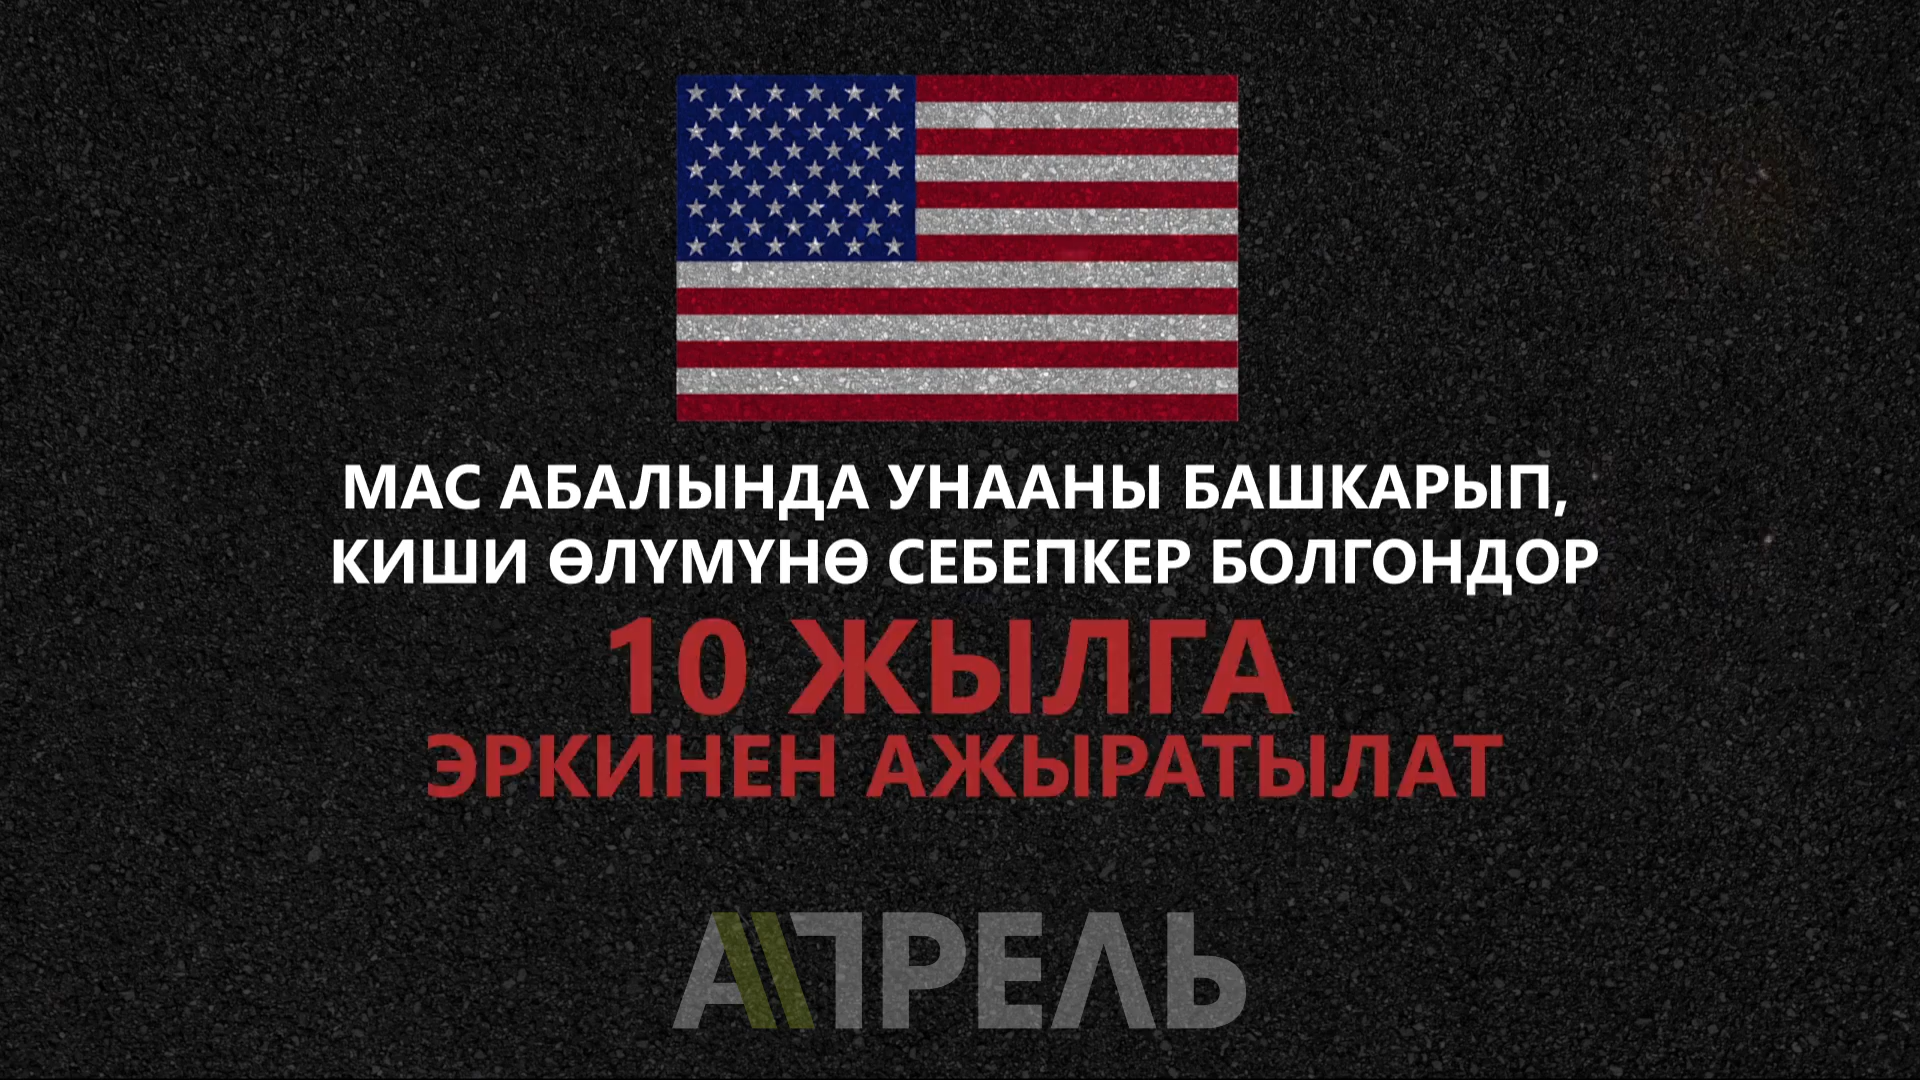 МАС АБАЛЫНДА УНААНЫ БАШКАРЫП,
КИШИ ӨЛҮМҮНӨ СЕБЕПКЕР БОЛГОНДОР
10 ЖЫЛГА
ЭРКИНЕН АЖЫРАТЫЛАТ
АПРЕЛЬ